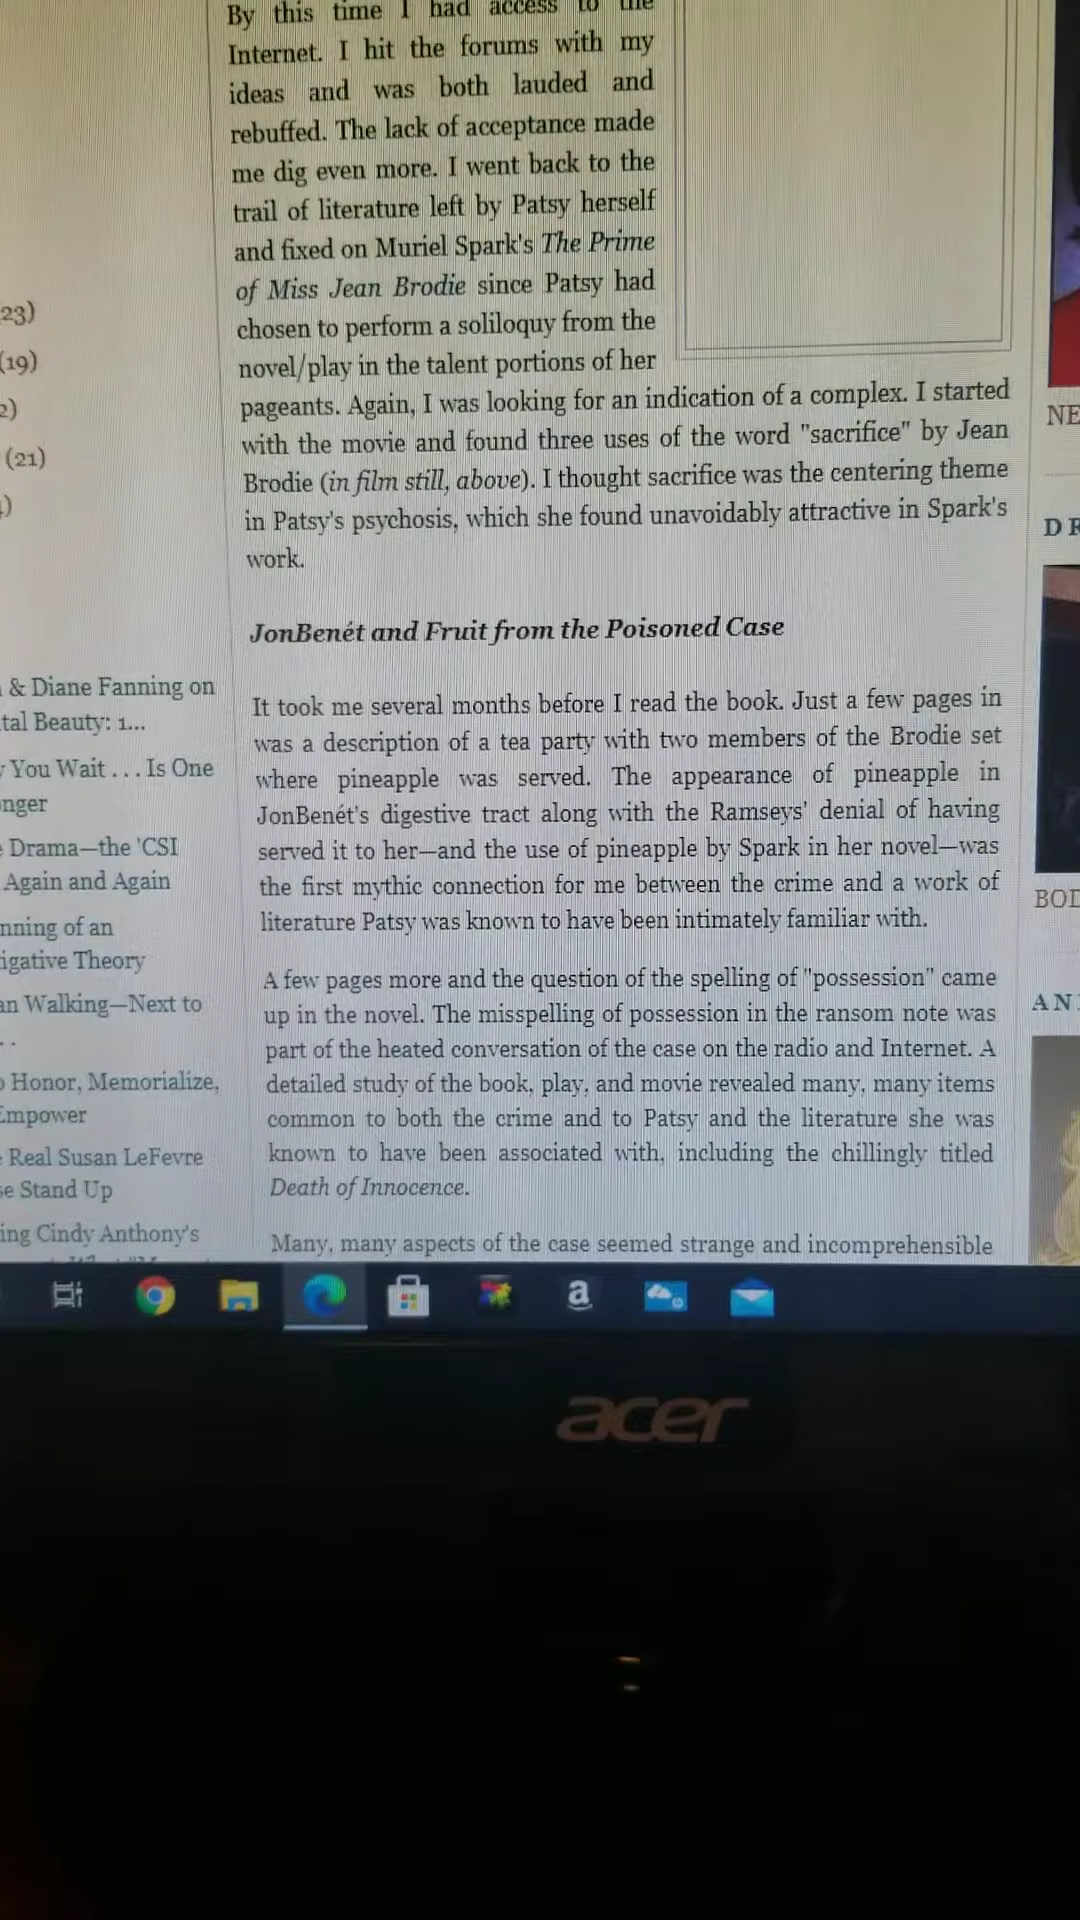 By this time I had access to the
Internet. I hit the forums with my
ideas and was both lauded and
rebuffed. The lack of acceptance made
me dig even more. I went back to the
trail of literature left by Patsy herself
and fixed on Muriel Spark's The Prime
of Miss Jean Brodie since Patsy had
chosen to perform a soliloquy from the
novel/play in the talent portions of her
pageants. Again, I was looking for an indication of a complex. I started
with the movie and found three uses of the word "sacrifice" by Jean
Brodie (in film still, above). I thought sacrifice was the centering theme
in Patsy's psychosis, which she found unavoidably attractive in Spark's
work.
JonBenét and Fruit from the Poisoned Case
It took me several months before I read the book. Just a few pages in
was a description of a tea party with two members of the Brodie set
where pineapple was served. The appearance of pineapple in
JonBenét's digestive tract along with the Ramseys' denial of having
served it to her—and the use of pineapple by Spark in her novel—was
the first mythic connection for me between the crime and a work of
literature Patsy was known to have been intimately familiar with.
A few pages more and the question of the spelling of "possession" came
up in the novel. The misspelling of possession in the ransom note was
part of the heated conversation of the case on the radio and Internet. A
detailed study of the book, play, and movie revealed many, many items
common to both the crime and to Patsy and the literature she was
known to have been associated with, including the chillingly titled
Death of Innocence.
Many, many aspects of the case seemed strange and incomprehensible
23)
(19)
2)
(21)
)
& Diane Fanning on
tal Beauty: 1...
You Wait . . . Is One
nger
Drama—the 'CSI
Again and Again
nning of an
igative Theory
an Walking—Next to
. .
Honor, Memorialize,
Empower
Real Susan LeFevre
se Stand Up
ing Cindy Anthony's
NE
DR
BOD
AN
a
acer